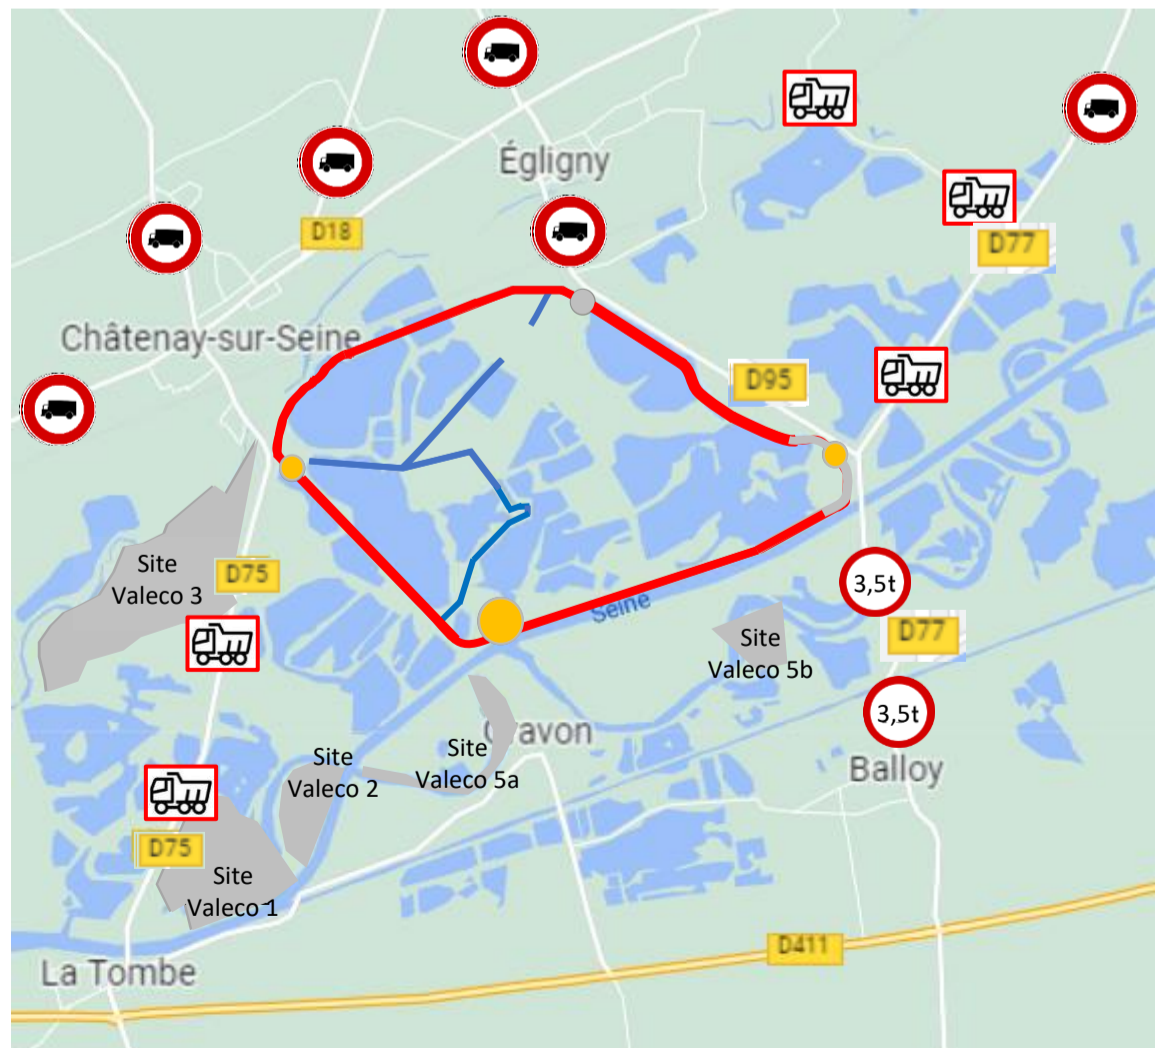 Égligny
D18
D77
Châtenay-sur-Seine
D95
Site
Valeco 3
D75
3,5t
Seine
D77
Site
Valeco 5b
3,5t
Gravon
Site
Valeco 5a
Site
Valeco 2
Balloy
D75
Site
Valeco 1
D411
La Tombe